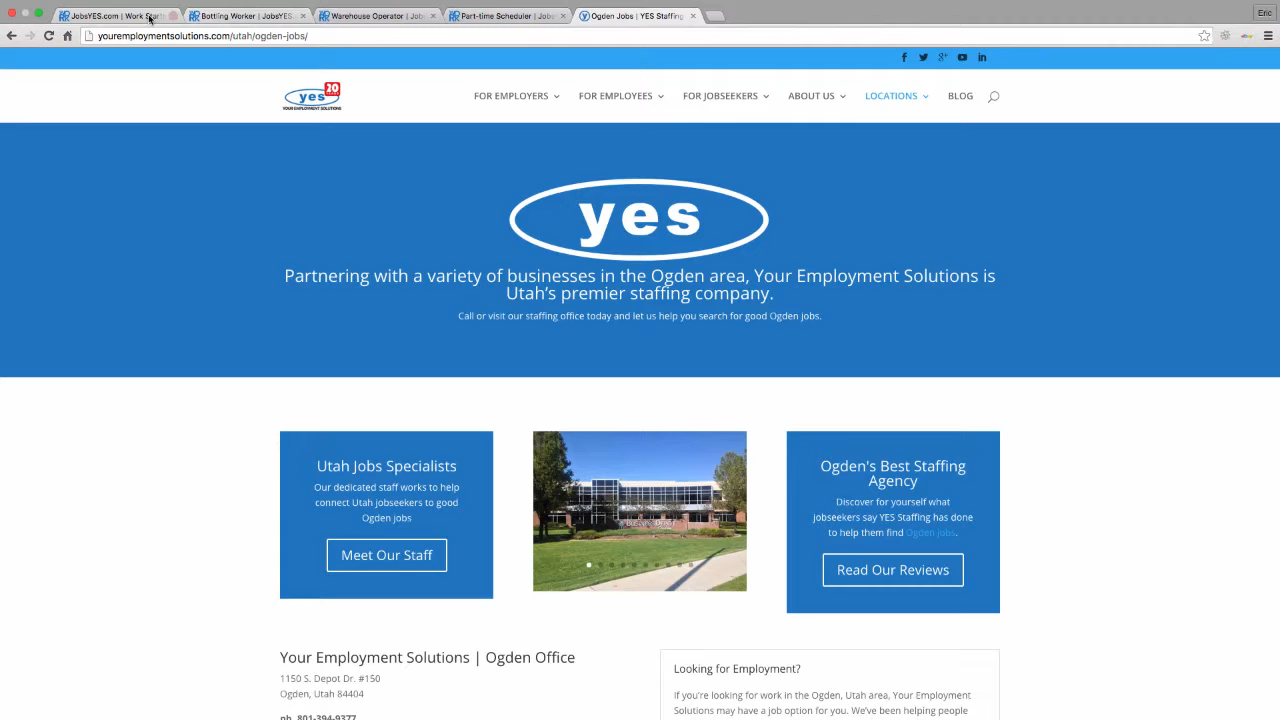 JobsYES.com | Work Starts
Bottling Worker | JobsYES.
Warehouse Operator | Job
Part-time Scheduler | Jobs
Ogden Jobs | YES Staffing
Eric
youremploymentsolutions.com/utah/ogden-jobs/
yes 20
YOUR EMPLOYMENT SOLUTIONS
FOR EMPLOYERS
FOR EMPLOYEES
FOR JOBSEEKERS
ABOUT US
LOCATIONS
BLOG
yes
Partnering with a variety of businesses in the Ogden area, Your Employment Solutions is
Utah's premier staffing company.
Call or visit our staffing office today and let us help you search for good Ogden jobs.
Utah Jobs Specialists
Our dedicated staff works to help
connect Utah jobseekers to good
Ogden jobs
Meet Our Staff
Ogden's Best Staffing
Agency
Discover for yourself what
jobseekers say YES Staffing has done
to help them find Ogden jobs.
Read Our Reviews
Your Employment Solutions | Ogden Office
1150 S. Depot Dr. #150
Ogden, Utah 84404
ph. 801-394-9377
Looking for Employment?
If you're looking for work in the Ogden, Utah area, Your Employment
Solutions may have a job option for you. We've been helping people